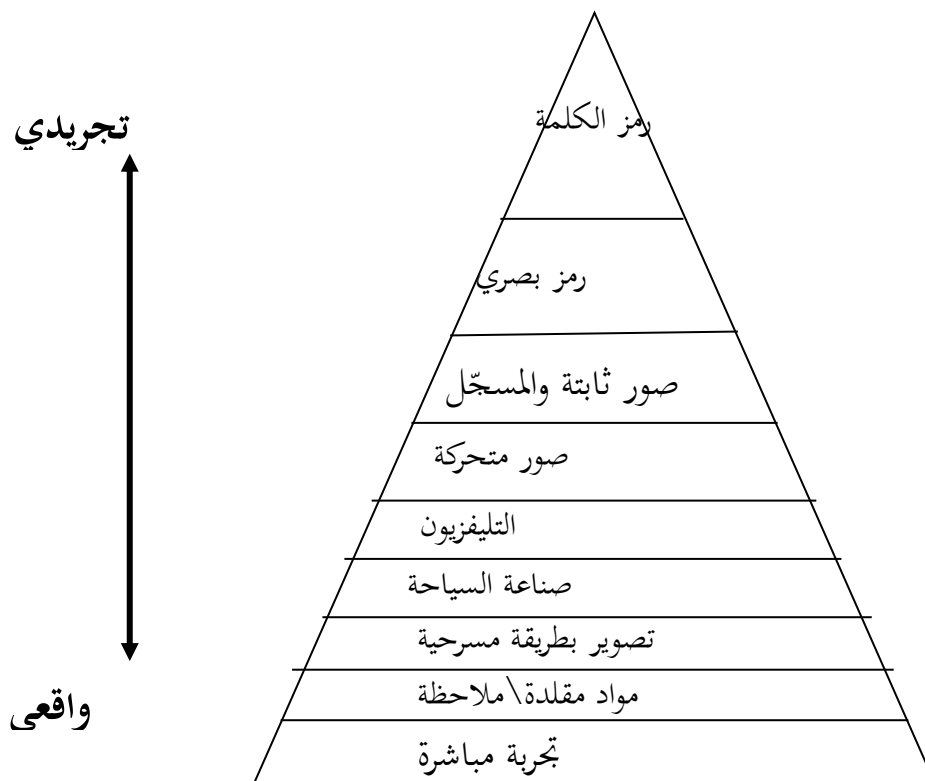 رمز الكلمة
تجريدي
رمز بصري
صور ثابتة والمسجّل
صور متحركة
التليفزيون
صناعة السياحة
تصوير بطريقة مسرحية
مواد مقلدة\ملاحظة
واقعي
تجربة مباشرة